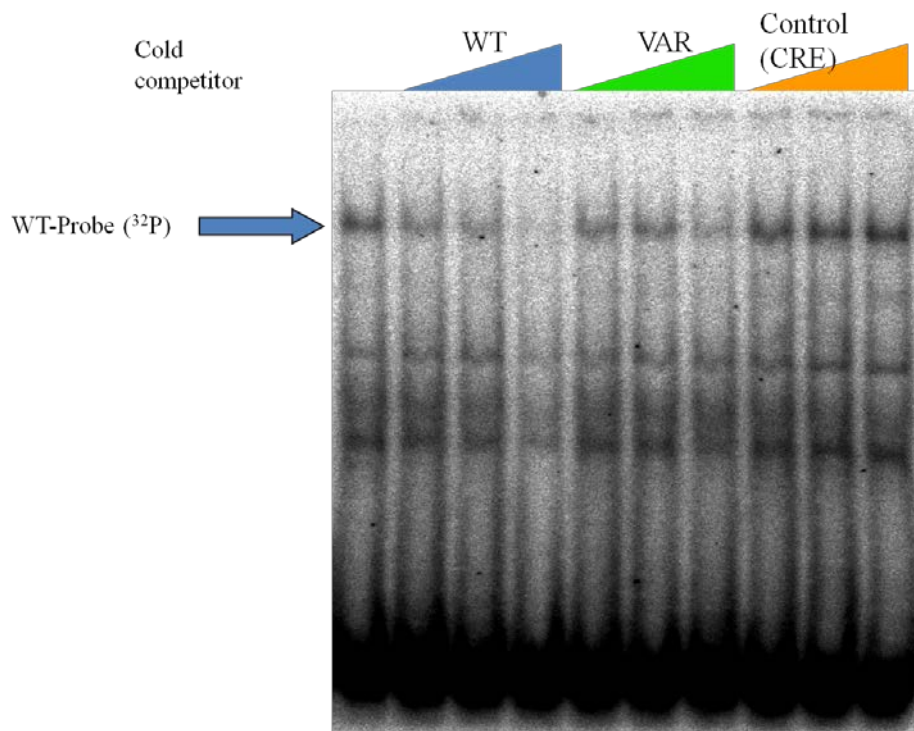 Cold
competitor
WT
VAR
Control
(CRE)
WT-Probe (³²P)